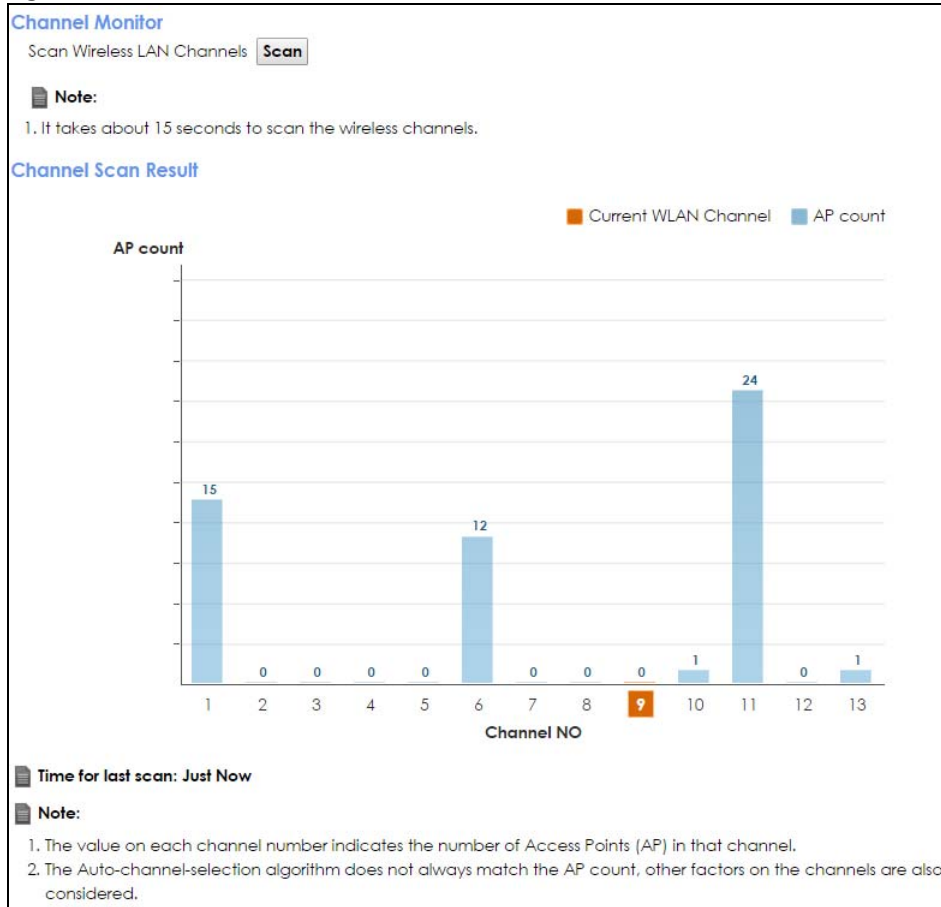 Channel Monitor
Scan Wireless LAN Channels Scan
Note:
1. It takes about 15 seconds to scan the wireless channels.
Channel Scan Result
Current WLAN Channel AP count
AP count
24
15
12
0 0 0 0 0 0 0 1 0 1
1 2 3 4 5 6 7 8 9 10 11 12 13
Channel NO
Time for last scan: Just Now
Note:
1. The value on each channel number indicates the number of Access Points (AP) in that channel.
2. The Auto-channel-selection algorithm does not always match the AP count, other factors on the channels are also
considered.